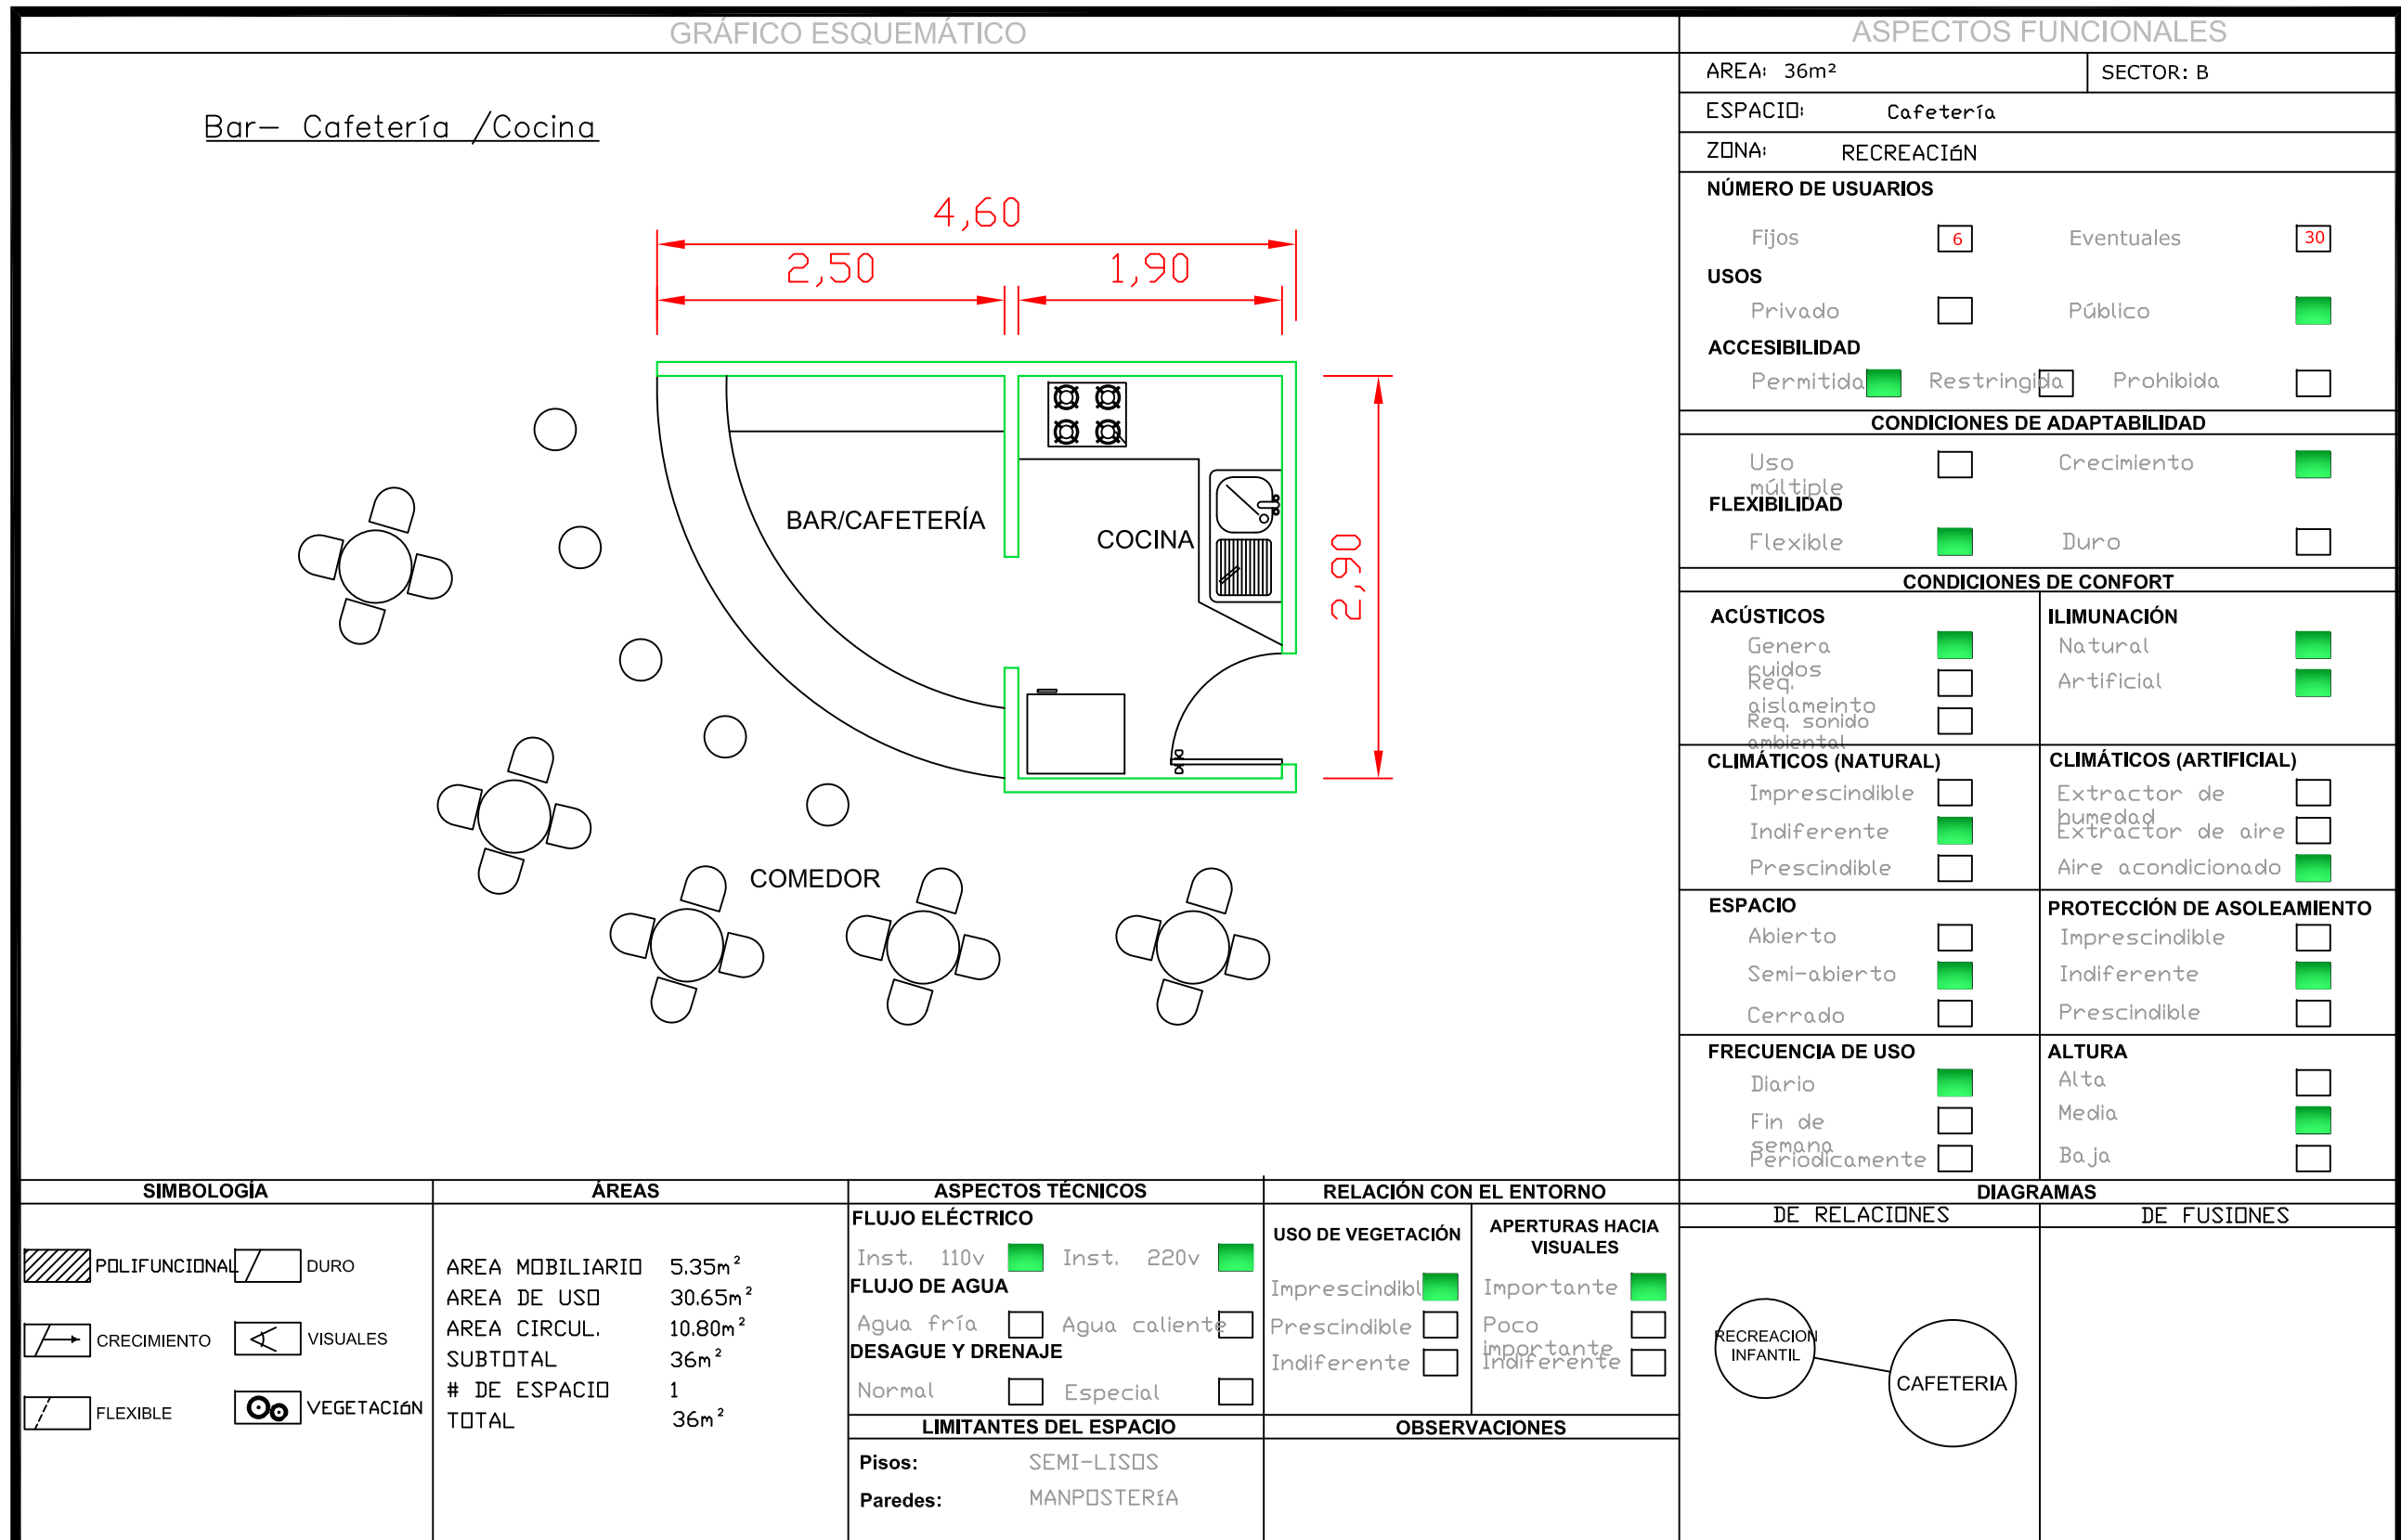 GRÁFICO ESQUEMÁTICO
Bar- Cafetería /Cocina
4,60
2,50
1,90
2,90
BAR/CAFETERÍA
COCINA
COMEDOR
ASPECTOS FUNCIONALES
AREA: 36m²
SECTOR: B
ESPACIO: Cafetería
ZONA: RECREACIóN
NÚMERO DE USUARIOS
Fijos 6 Eventuales 30
USOS
Privado Público
ACCESIBILIDAD
Permitida Restringida Prohibida
CONDICIONES DE ADAPTABILIDAD
Uso múltiple Crecimiento
FLEXIBILIDAD
Flexible Duro
CONDICIONES DE CONFORT
ACÚSTICOS
Genera ruidos
Req. aislameinto
Req. sonido ambiental
ILIMUNACIÓN
Natural
Artificial
CLIMÁTICOS (NATURAL)
Imprescindible
Indiferente
Prescindible
CLIMÁTICOS (ARTIFICIAL)
Extractor de humedad
Extractor de aire
Aire acondicionado
ESPACIO
Abierto
Semi-abierto
Cerrado
PROTECCIÓN DE ASOLEAMIENTO
Imprescindible
Indiferente
Prescindible
FRECUENCIA DE USO
Diario
Fin de semana
Periodicamente
ALTURA
Alta
Media
Baja
SIMBOLOGÍA
POLIFUNCIONAL
DURO
CRECIMIENTO
VISUALES
FLEXIBLE
VEGETACIóN
ÁREAS
AREA MOBILIARIO 5.35m²
AREA DE USO 30.65m²
AREA CIRCUL. 10.80m²
SUBTOTAL 36m²
# DE ESPACIO 1
TOTAL 36m²
ASPECTOS TÉCNICOS
FLUJO ELÉCTRICO
Inst. 110v Inst. 220v
FLUJO DE AGUA
Agua fría Agua caliente
DESAGUE Y DRENAJE
Normal Especial
LIMITANTES DEL ESPACIO
Pisos: SEMI-LISOS
Paredes: MANPOSTERíA
RELACIÓN CON EL ENTORNO
USO DE VEGETACIÓN
Imprescindibl
Prescindible
Indiferente
APERTURAS HACIA
VISUALES
Importante
Poco importante
Indiferente
OBSERVACIONES
DIAGRAMAS
DE RELACIONES
DE FUSIONES
RECREACION
INFANTIL
CAFETERIA